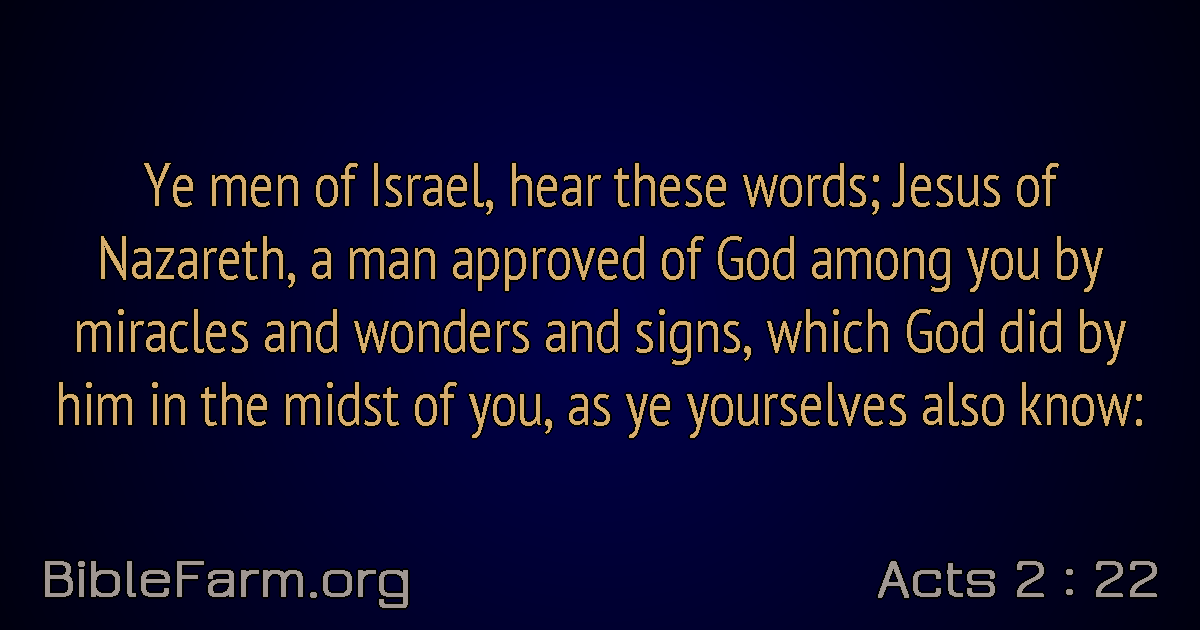 Ye men of Israel, hear these words; Jesus of
Nazareth, a man approved of God among you by
miracles and wonders and signs, which God did by
him in the midst of you, as ye yourselves also know:
BibleFarm.org
Acts 2 : 22